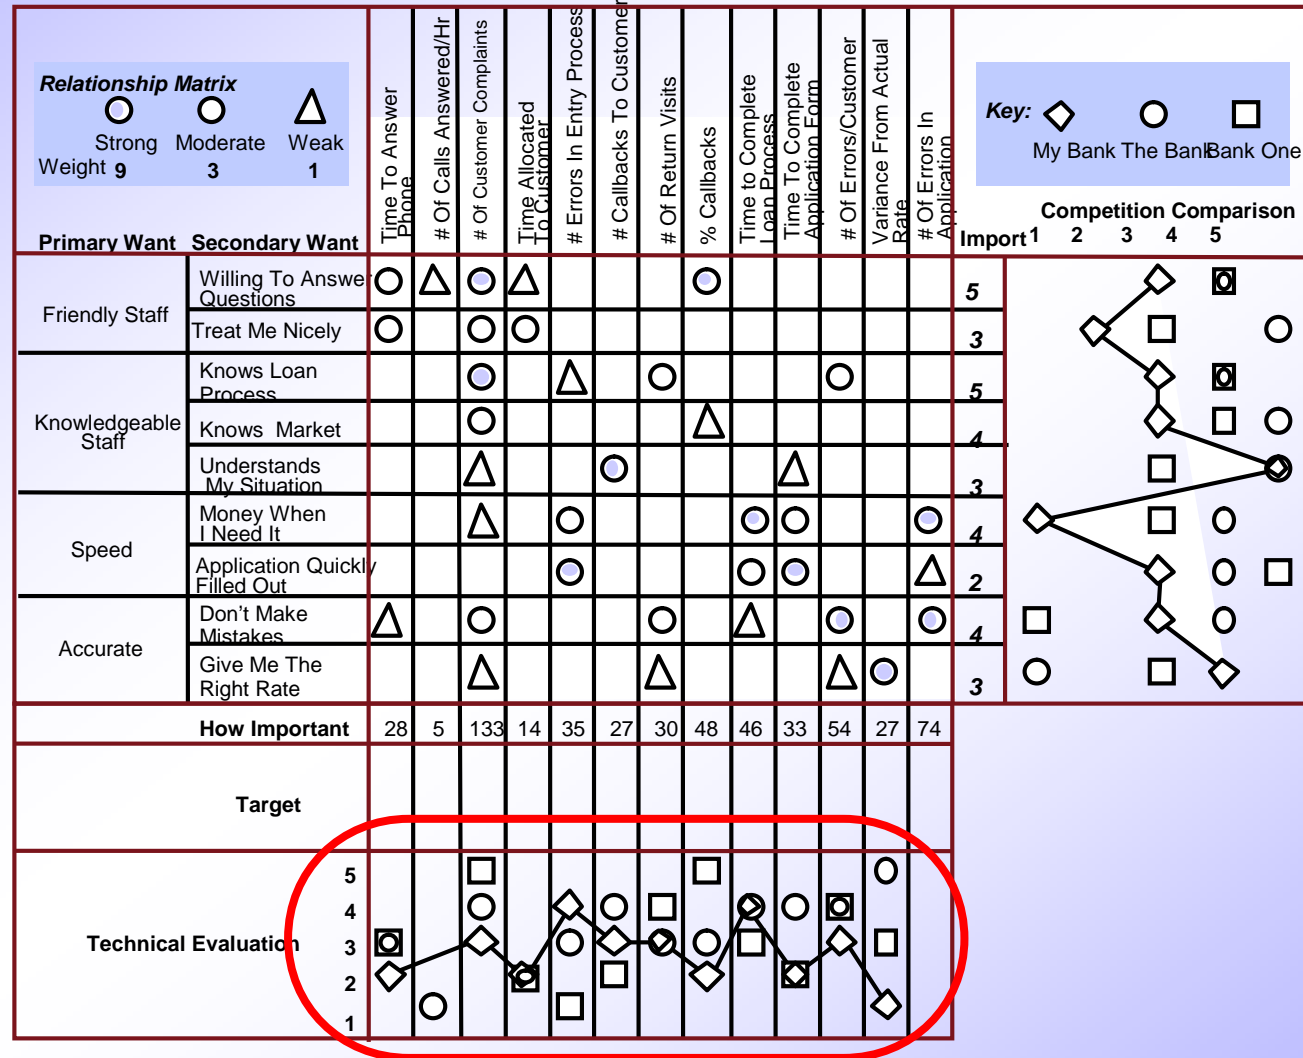 Relationship Matrix
Strong Moderate Weak
Weight 9 3 1
Time To Answer
Phone
# Of Calls Answered/Hr
# Of Customer Complaints
Time Allocated
To Customer
# Errors In Entry Process
# Callbacks To Customer
# Of Return Visits
% Callbacks
Time to Complete
Loan Process
Time To Complete
Application Form
# Of Errors/Customer
Variance From Actual
Rate
# Of Errors In
Application
Key:
My Bank The Bank Bank One
Competition Comparison
Primary Want Secondary Want Import 1 2 3 4 5
Friendly Staff
Willing To Answer
Questions
5
Treat Me Nicely
3
Knowledgeable
Staff
Knows Loan
Process
5
Knows Market
4
Understands
My Situation
3
Speed
Money When
I Need It
4
Application Quickly
Filled Out
2
Accurate
Don't Make
Mistakes
4
Give Me The
Right Rate
3
How Important 28 5 133 14 35 27 30 48 46 33 54 27 74
Target
Technical Evaluation
5
4
3
2
1